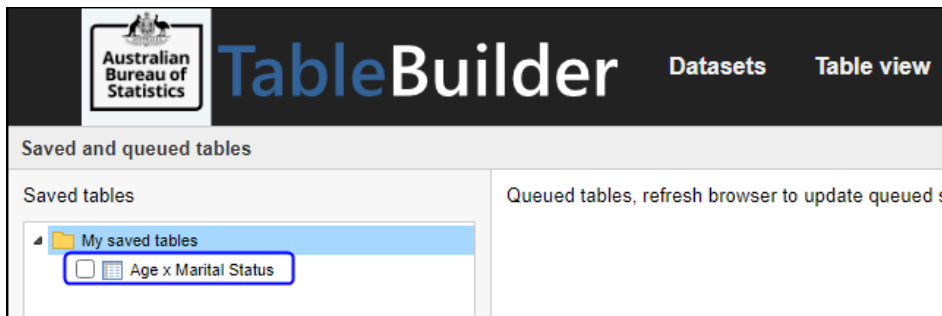 Australian
Bureau of
Statistics
TableBuilder
Datasets
Table view
Saved and queued tables
Saved tables
Queued tables, refresh browser to update queued s
My saved tables
Age x Marital Status